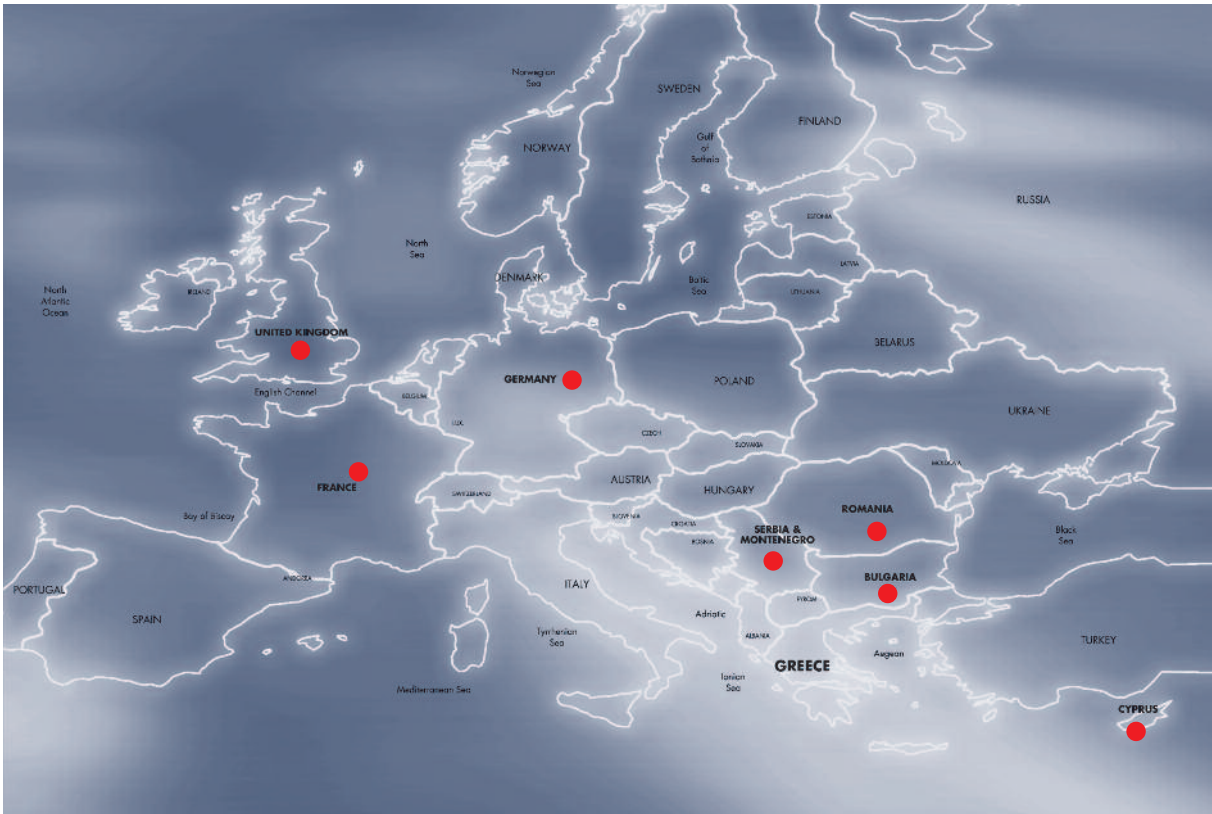 Norwegian
Sea
SWEDEN
FINLAND
Gulf
of
Bothnia
NORWAY
RUSSIA
ESTONIA
North
Sea
LATVIA
DENMARK
Baltic
Sea
LITHUANIA
North
Atlantic
Ocean
IRELAND
UNITED KINGDOM
BELARUS
GERMANY
POLAND
English Channel
BELGIUM
UKRAINE
LUX.
CZECH
SLOVAKIA
MOLDOVA
AUSTRIA
HUNGARY
FRANCE
SWITZERLAND
ROMANIA
Bay of Biscay
SLOVENIA
CROATIA
SERBIA &
MONTENEGRO
Black
Sea
BOSNIA
ANDORRA
ITALY
BULGARIA
PORTUGAL
FYROM
SPAIN
Adriatic
Tyrrhenian
Sea
ALBANIA
TURKEY
Aegean
GREECE
Ionian
Sea
Mediterranean Sea
CYPRUS